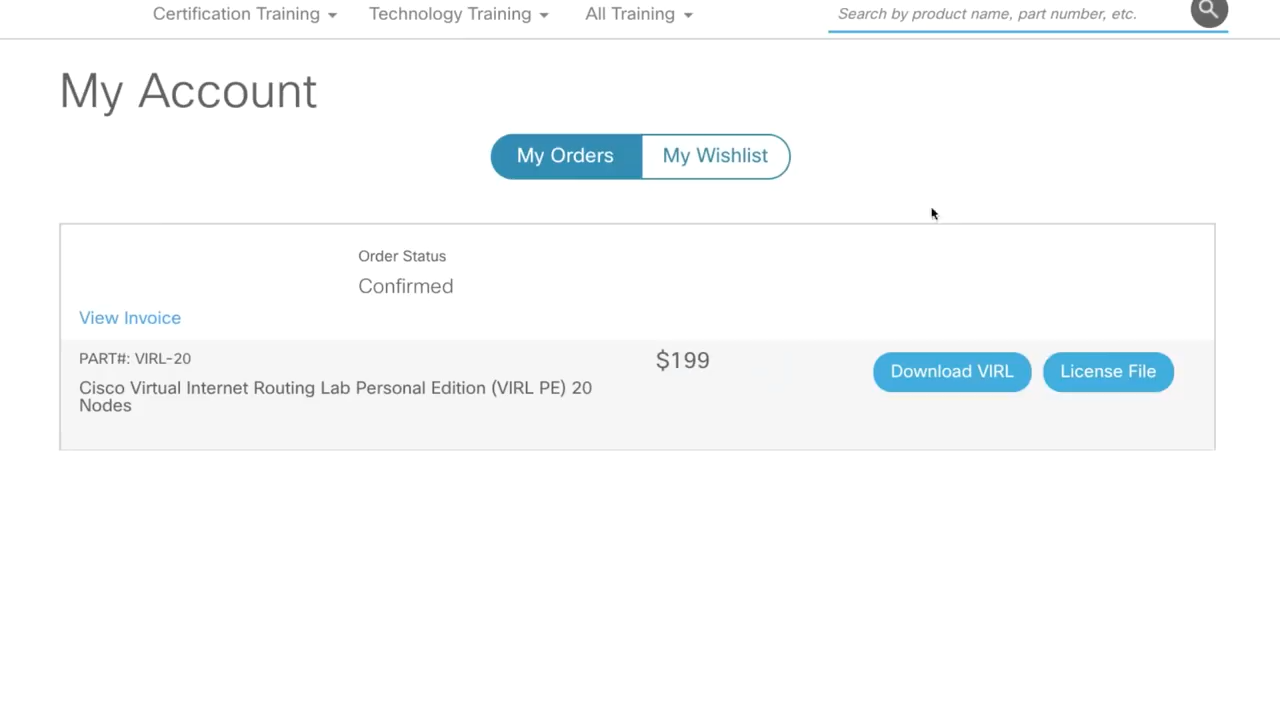 Certification Training
Technology Training
All Training
Search by product name, part number, etc.
My Account
My Orders
My Wishlist
Order Status
Confirmed
View Invoice
PART#: VIRL-20
$199
Download VIRL
License File
Cisco Virtual Internet Routing Lab Personal Edition (VIRL PE) 20
Nodes